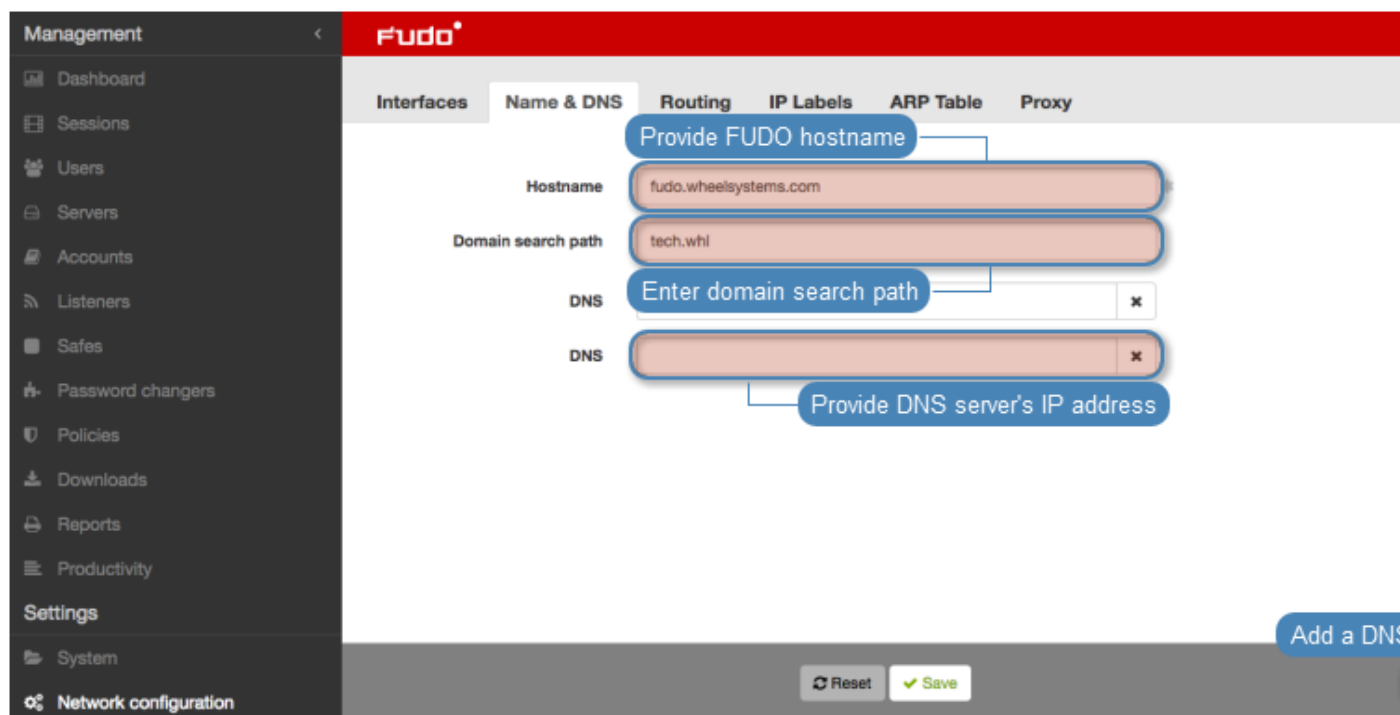 Management
Dashboard
Sessions
Users
Servers
Accounts
Listeners
Safes
Password changers
Policies
Downloads
Reports
Productivity
Settings
System
Network configuration
FUDO
Interfaces Name & DNS Routing IP Labels ARP Table Proxy
Provide FUDO hostname
Hostname fudo.wheelsystems.com *
Domain search path tech.whl
Enter domain search path
DNS
DNS
Provide DNS server's IP address
Add a DNS
Reset Save